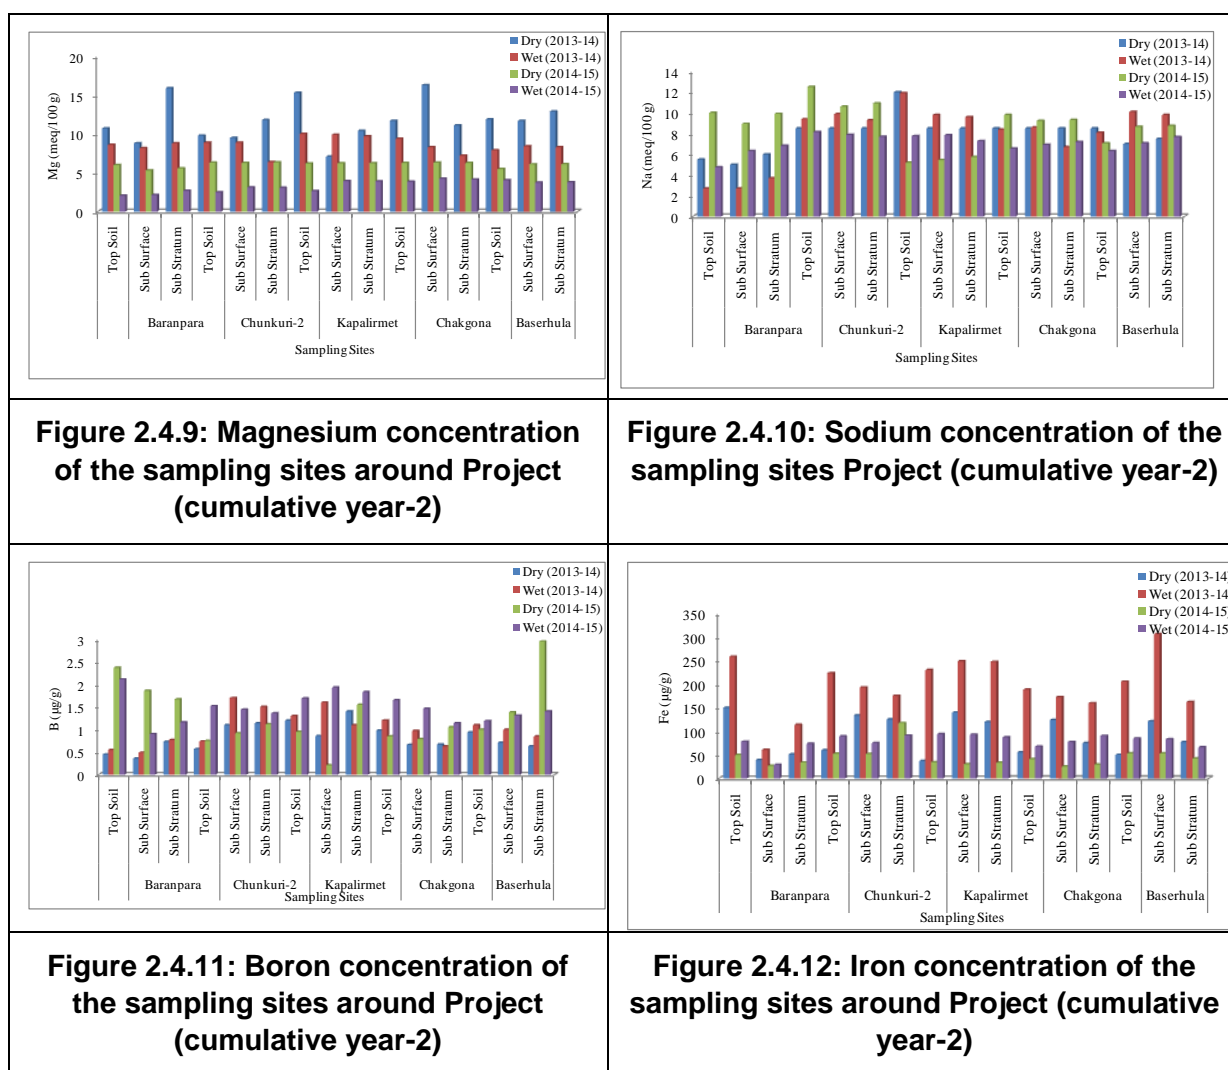 Dry (2013-14)
Wet (2013-14)
Dry (2014-15)
Wet (2014-15)
Mg (meq/100 g)
20
15
10
5
0
Top Soil
Sub Surface
Sub Stratum
Top Soil
Sub Surface
Sub Stratum
Top Soil
Sub Surface
Sub Stratum
Top Soil
Sub Surface
Sub Stratum
Top Soil
Sub Surface
Sub Stratum
Baranpara
Chunkuri-2
Kapalirmet
Chakgona
Baserhula
Sampling Sites
Dry (2013-14)
Wet (2013-14)
Dry (2014-15)
Wet (2014-15)
Na (meq/100 g)
14
12
10
8
6
4
2
0
Top Soil
Sub Surface
Sub Stratum
Top Soil
Sub Surface
Sub Stratum
Top Soil
Sub Surface
Sub Stratum
Top Soil
Sub Surface
Sub Stratum
Top Soil
Sub Surface
Sub Stratum
Baranpara
Chunkuri-2
Kapalirmet
Chakgona
Baserhula
Sampling Sites
Figure 2.4.9: Magnesium concentration
of the sampling sites around Project
(cumulative year-2)
Figure 2.4.10: Sodium concentration of the
sampling sites Project (cumulative year-2)
Dry (2013-14)
Wet (2013-14)
Dry (2014-15)
Wet (2014-15)
B (µg/g)
3
2.5
2
1.5
1
0.5
0
Top Soil
Sub Surface
Sub Stratum
Top Soil
Sub Surface
Sub Stratum
Top Soil
Sub Surface
Sub Stratum
Top Soil
Sub Surface
Sub Stratum
Top Soil
Sub Surface
Sub Stratum
Baranpara
Chunkuri-2
Kapalirmet
Chakgona
Baserhula
Sampling Sites
Dry (2013-14)
Wet (2013-14
Dry (2014-15)
Wet (2014-15
Fe (µg/g)
350
300
250
200
150
100
50
0
Top Soil
Sub Surface
Sub Stratum
Top Soil
Sub Surface
Sub Stratum
Top Soil
Sub Surface
Sub Stratum
Top Soil
Sub Surface
Sub Stratum
Top Soil
Sub Surface
Sub Stratum
Baranpara
Chunkuri-2
Kapalirmet
Chakgona
Baserhula
Sampling Sites
Figure 2.4.11: Boron concentration of
the sampling sites around Project
(cumulative year-2)
Figure 2.4.12: Iron concentration of the
sampling sites around Project (cumulative
year-2)